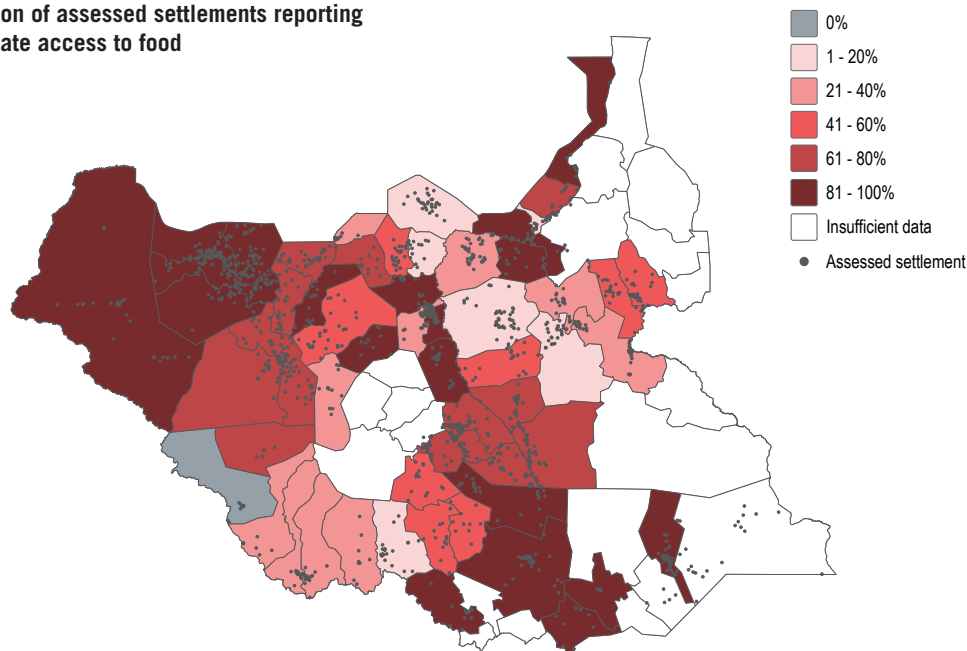 on of assessed settlements reporting
ate access to food
0%
1 - 20%
21 - 40%
41 - 60%
61 - 80%
81 - 100%
Insufficient data
Assessed settlement